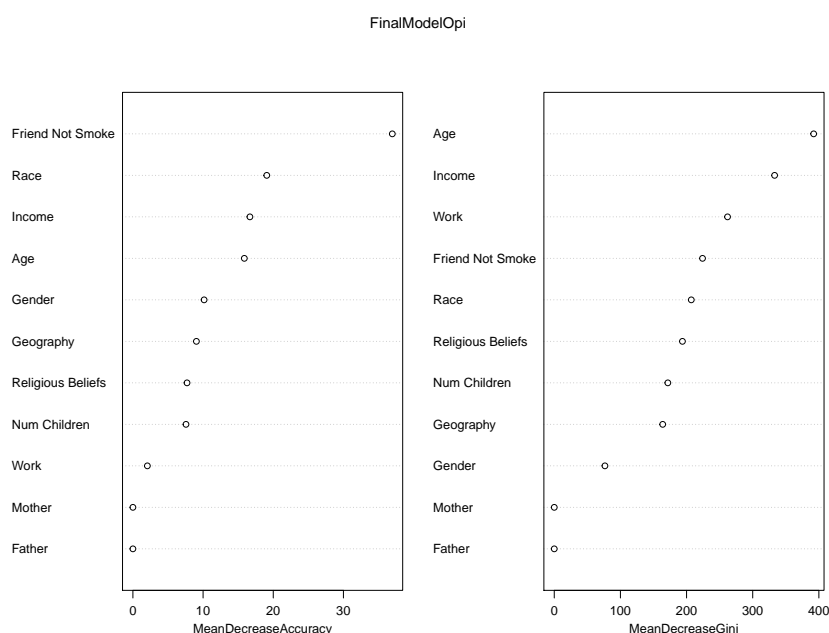 FinalModelOpi
Friend Not Smoke
Race
Income
Age
Gender
Geography
Religious Beliefs
Num Children
Work
Mother
Father
0 10 20 30
MeanDecreaseAccuracy
Age
Income
Work
Friend Not Smoke
Race
Religious Beliefs
Num Children
Geography
Gender
Mother
Father
0 100 200 300 400
MeanDecreaseGini